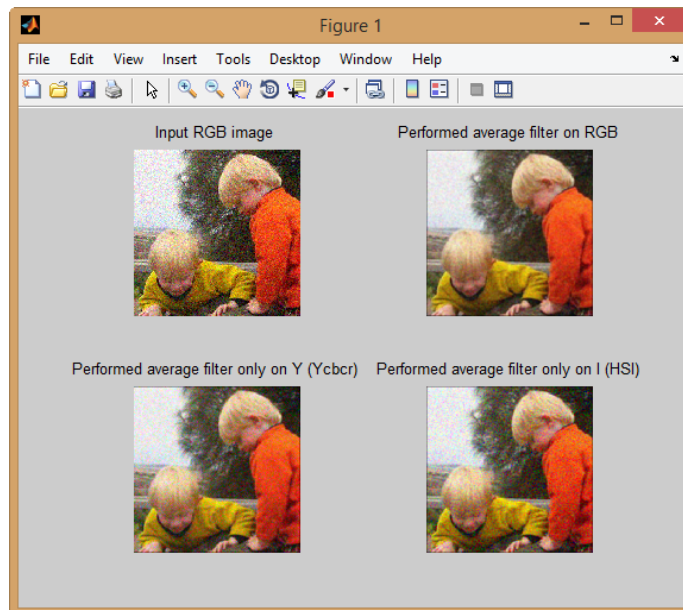 Figure 1
File Edit View Insert Tools Desktop Window Help
Input RGB image
Performed average filter on RGB
Performed average filter only on Y (Ycbcr)
Performed average filter only on I (HSI)